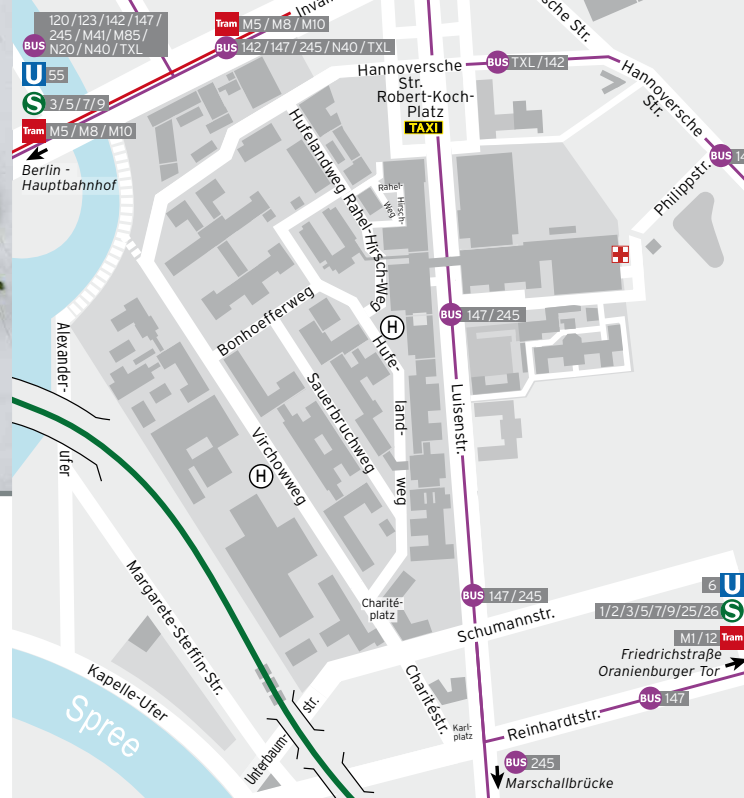 120/123/142/147/
245/M41/M85/
N20/N40/TXL
BUS
U 55
S 3/5/7/9
Tram M5/M8/M10
Berlin -
Hauptbahnhof
Tram M5/M8/M10
BUS 142/147/245/N40/TXL
Hannoversche
Str.
Robert-Koch-
Platz
TAXI
BUS TXL/142
Hannoversche
Str.
BUS
Philippstr.
Hufelandweg
Rahel-Hirsch-Weg
Rahel-
Hirsch-
Weg
H
BUS 147/245
Bonhoefferweg
Hufe-
land-
weg
Sauerbruchweg
Luisenstr.
Alexander-
ufer
Virchowweg
H
Margarete-Steffin-Str.
Charité-
platz
BUS 147/245
Schumannstr.
6 U
1/2/3/5/7/9/25/26 S
M1/12 Tram
Friedrichstraße
Oranienburger Tor
Kapelle-Ufer
Spree
Charitéstr.
Karl-
platz
BUS 147
Reinhardtstr.
Unterbaum-
str.
BUS 245
Marschallbrücke